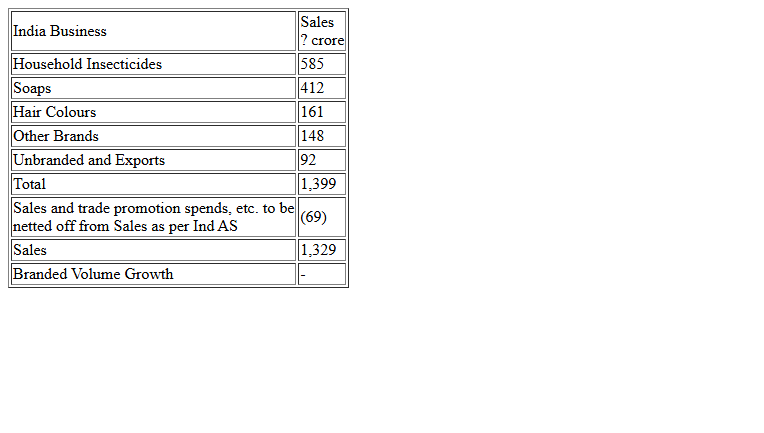 India Business Sales
? crore
Household Insecticides 585
Soaps 412
Hair Colours 161
Other Brands 148
Unbranded and Exports 92
Total 1,399
Sales and trade promotion spends, etc. to be
netted off from Sales as per Ind AS (69)
Sales 1,329
Branded Volume Growth -